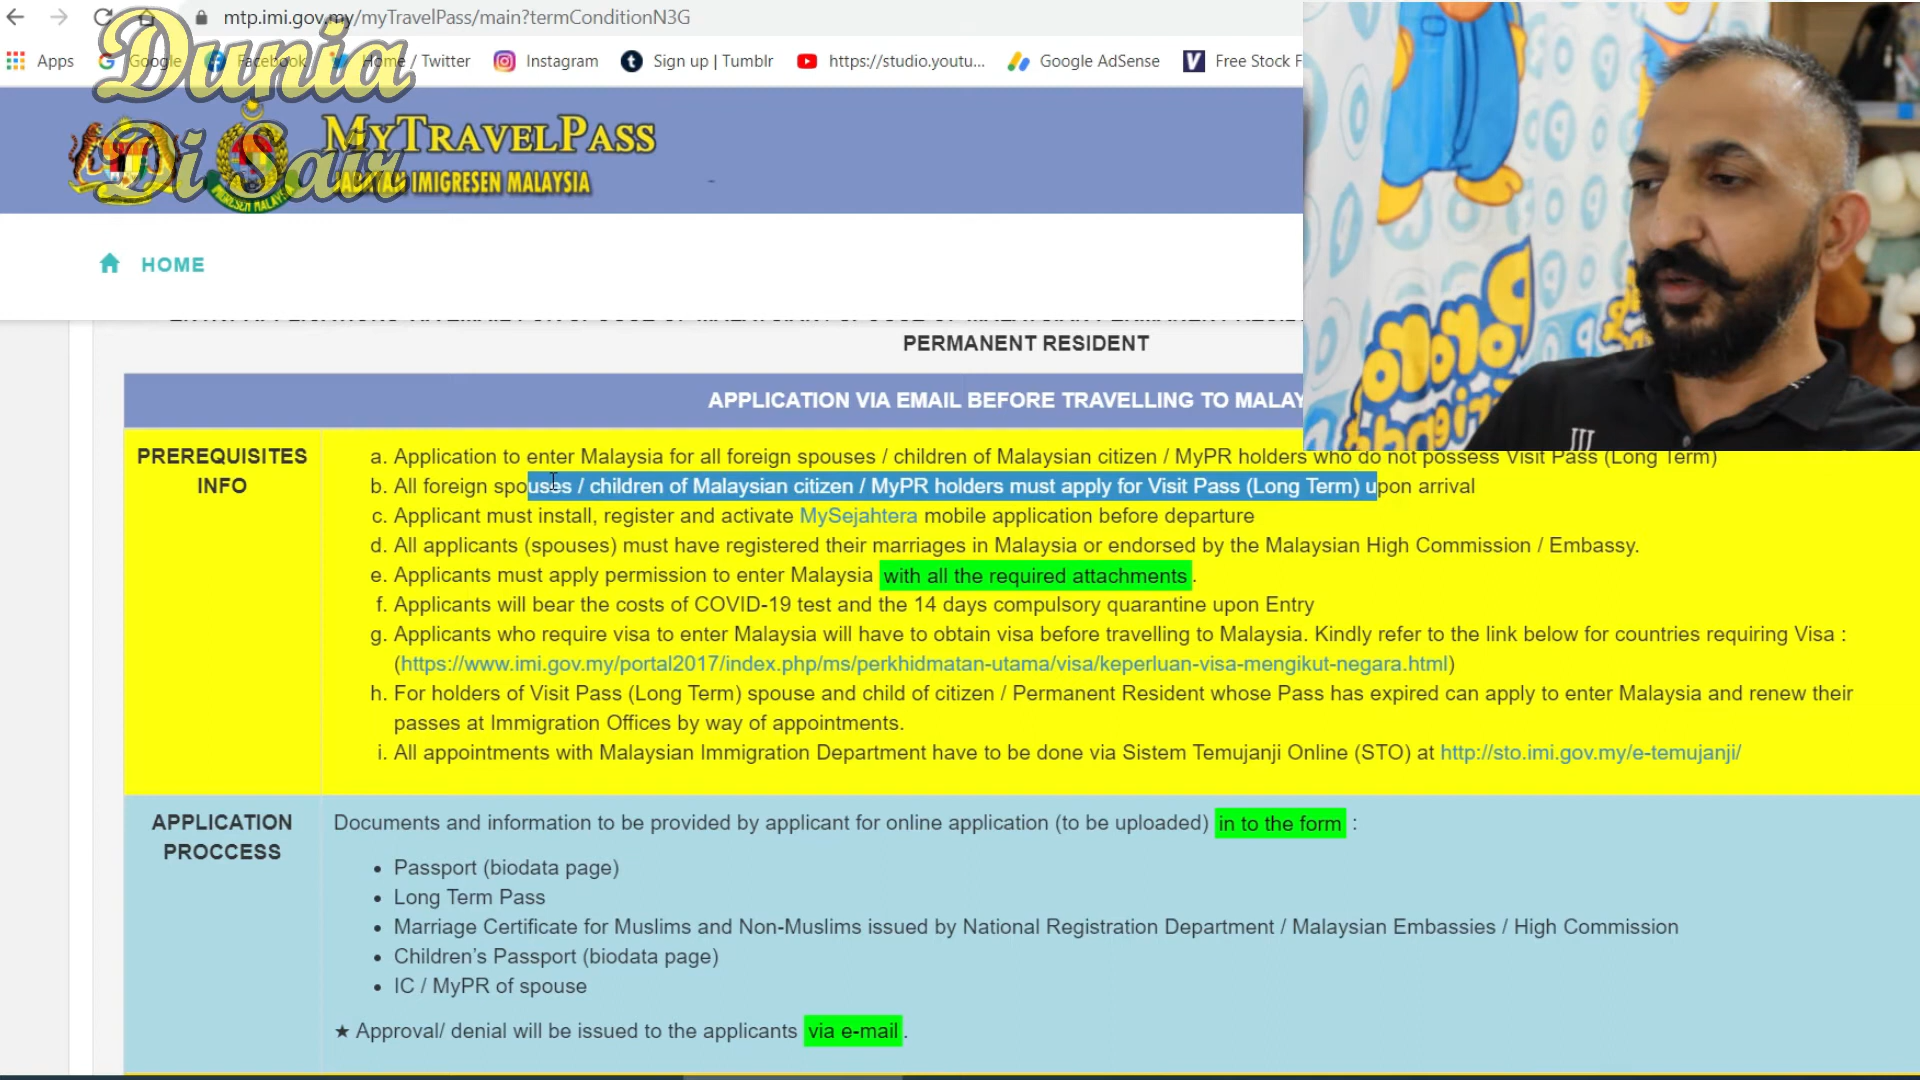 mtp.imi.gov.my/myTravelPass/main?termConditionN3G
Apps Google Facebook Home / Twitter Instagram Sign up | Tumblr https://studio.youtu... Google AdSense Free Stock F
Dunia
Di Sair
MYTRAVELPASS
IMIGRESEN MALAYSIA
HOME
PERMANENT RESIDENT
APPLICATION VIA EMAIL BEFORE TRAVELLING TO MALAY
PREREQUISITES
INFO
a. Application to enter Malaysia for all foreign spouses / children of Malaysian citizen / MyPR holders who do not possess Visit Pass (Long Term)
b. All foreign spouses / children of Malaysian citizen / MyPR holders must apply for Visit Pass (Long Term) upon arrival
c. Applicant must install, register and activate MySejahtera mobile application before departure
d. All applicants (spouses) must have registered their marriages in Malaysia or endorsed by the Malaysian High Commission / Embassy.
e. Applicants must apply permission to enter Malaysia with all the required attachments .
f. Applicants will bear the costs of COVID-19 test and the 14 days compulsory quarantine upon Entry
g. Applicants who require visa to enter Malaysia will have to obtain visa before travelling to Malaysia. Kindly refer to the link below for countries requiring Visa :
(https://www.imi.gov.my/portal2017/index.php/ms/perkhidmatan-utama/visa/keperluan-visa-mengikut-negara.html)
h. For holders of Visit Pass (Long Term) spouse and child of citizen / Permanent Resident whose Pass has expired can apply to enter Malaysia and renew their
passes at Immigration Offices by way of appointments.
i. All appointments with Malaysian Immigration Department have to be done via Sistem Temujanji Online (STO) at http://sto.imi.gov.my/e-temujanji/
APPLICATION
PROCCESS
Documents and information to be provided by applicant for online application (to be uploaded) in to the form :
• Passport (biodata page)
• Long Term Pass
• Marriage Certificate for Muslims and Non-Muslims issued by National Registration Department / Malaysian Embassies / High Commission
• Children’s Passport (biodata page)
• IC / MyPR of spouse
★ Approval/ denial will be issued to the applicants via e-mail .